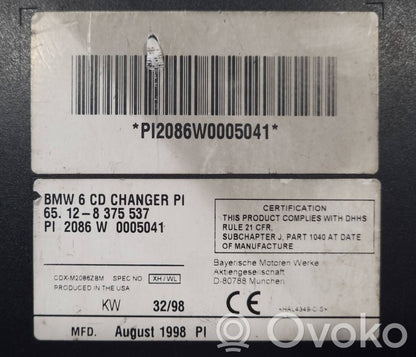 *PI2086W0005041*
BMW 6 CD CHANGER PI
65. 12-8 375 537
PI 2086 W 0005041
CDX-M2086ZBM SPEC NO XH/WL
PRODUCED IN THE USA
KW 32/98
CERTIFICATION
THIS PRODUCT COMPLIES WITH DHHS
RULE 21 CFR.
SUBCHAPTER J, PART 1040 AT DATE
OF MANUFACTURE
Bayerische Motoren Werke
Aktiengesellschaft
D-80788 Munchen
CE
MFD. August 1998 PI
Ovoko